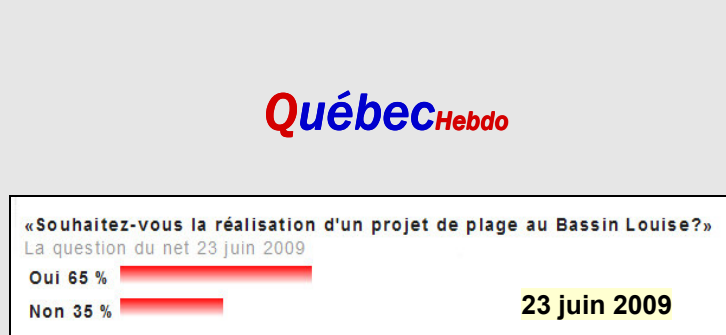 QuébecHebdo
«Souhaitez-vous la réalisation d'un projet de plage au Bassin Louise?»
La question du net 23 juin 2009
Oui 65 %
Non 35 %
23 juin 2009